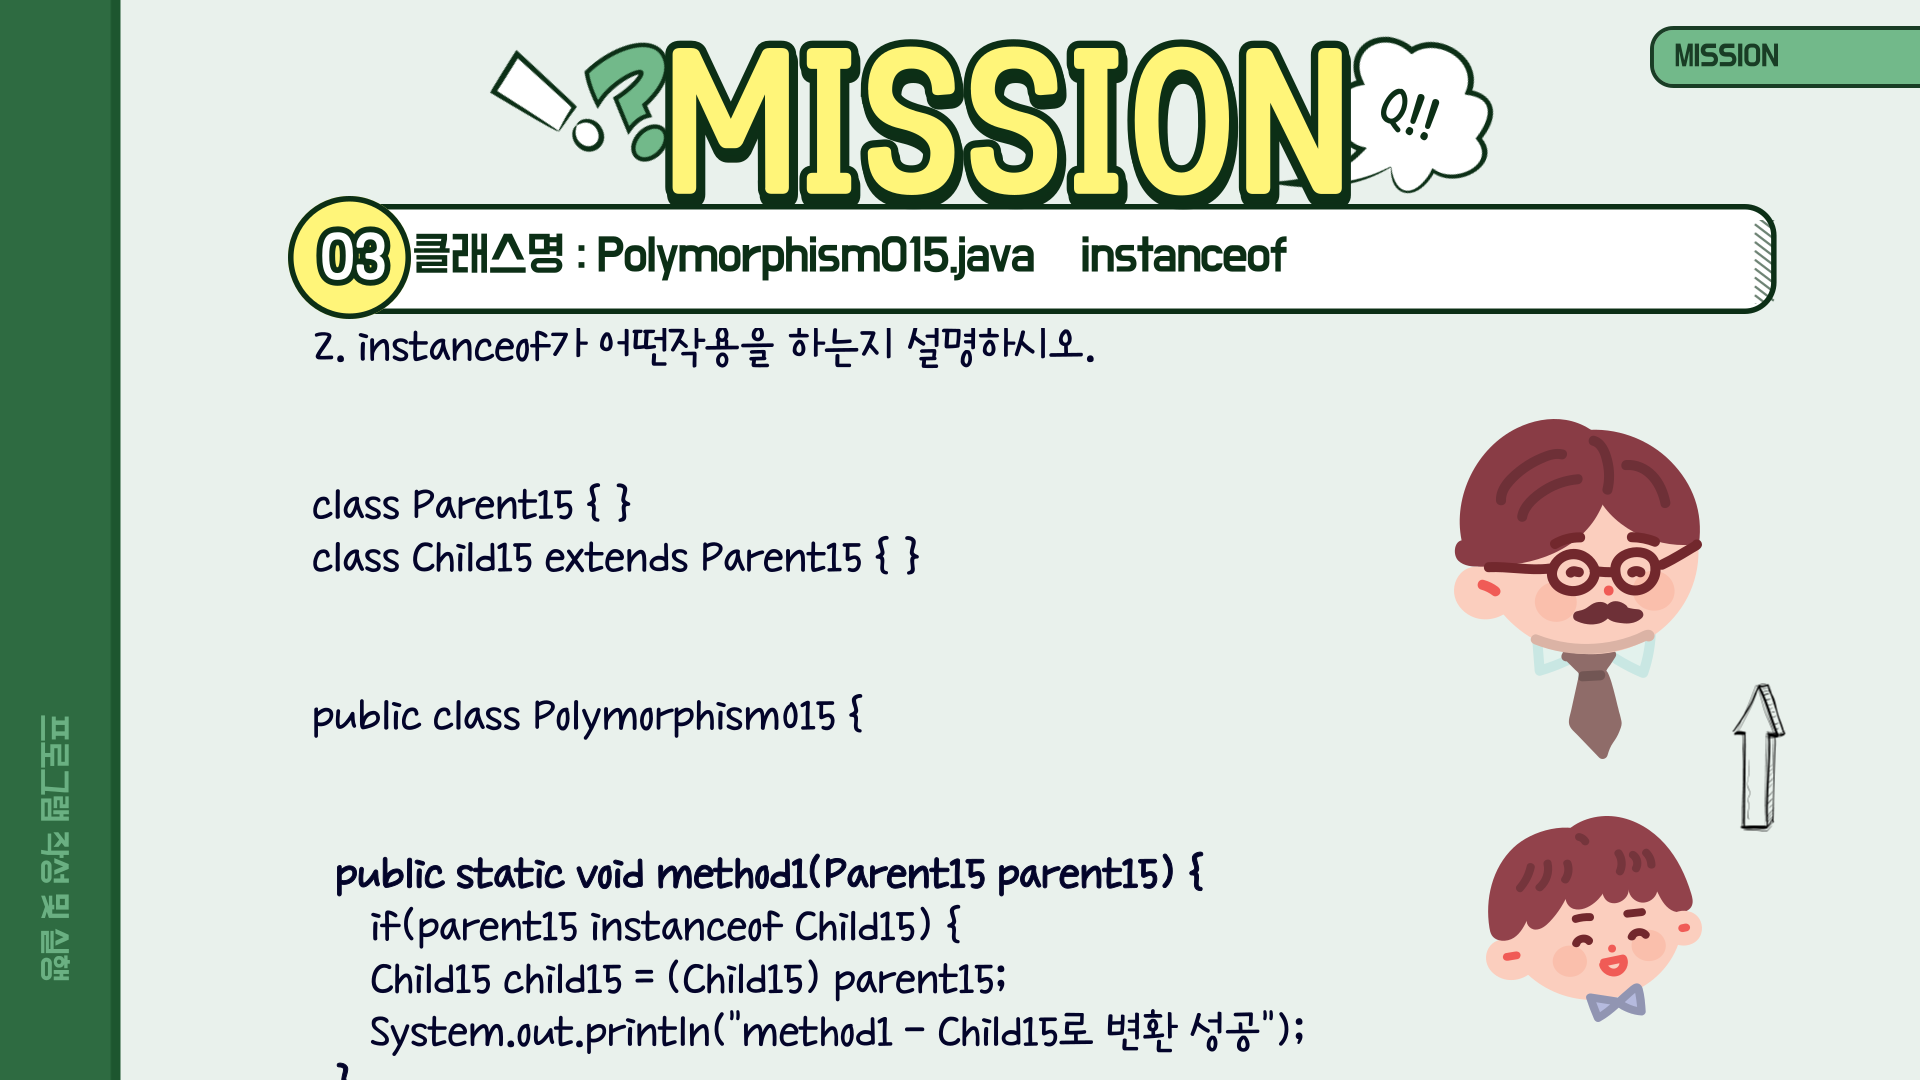 MISSION
!?
MISSION
Q!!
03
클래스명 : Polymorphism015.java instanceof
2. instanceof가 어떤작용을 하는지 설명하시오.
class Parent15 { }
class Child15 extends Parent15 { }
public class Polymorphism015 {
public static void method1(Parent15 parent15) {
if(parent15 instanceof Child15) {
Child15 child15 = (Child15) parent15;
System.out.println("method1 - Child15로 변환 성공");
}
프로그램 작성 및 실행